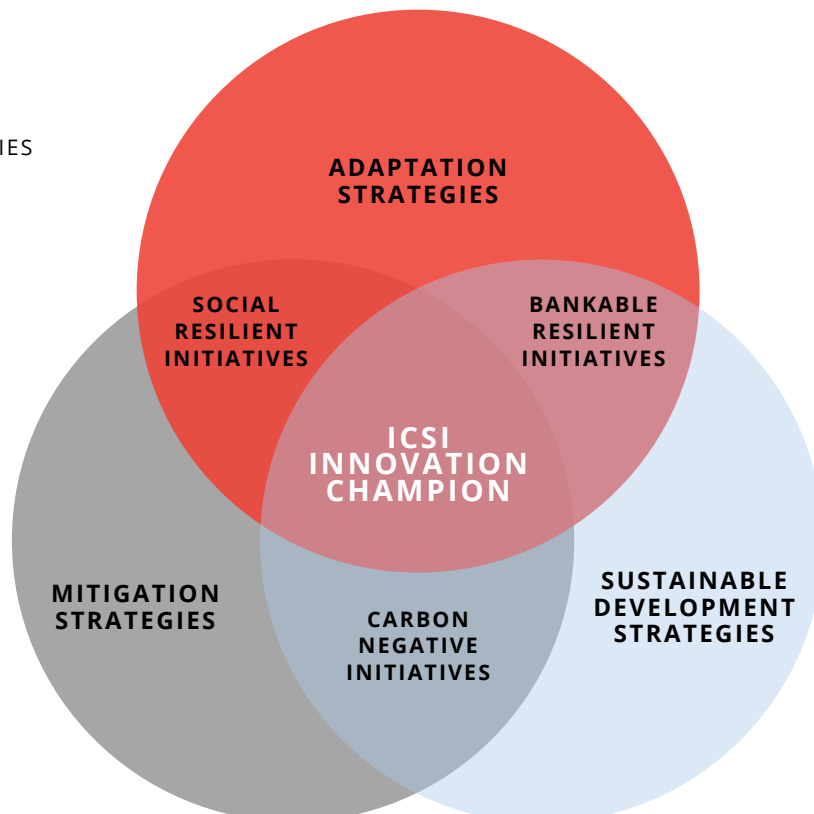 IES
ADAPTATION
STRATEGIES
SOCIAL
RESILIENT
INITIATIVES
BANKABLE
RESILIENT
INITIATIVES
ICSI
INNOVATION
CHAMPION
MITIGATION
STRATEGIES
CARBON
NEGATIVE
INITIATIVES
SUSTAINABLE
DEVELOPMENT
STRATEGIES